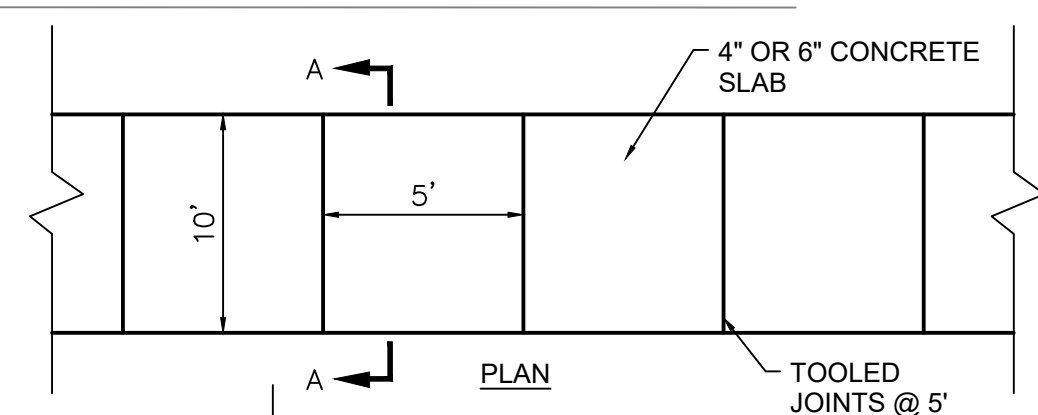 A
4" OR 6" CONCRETE
SLAB
5'
10'
A
PLAN
TOOLED
JOINTS @ 5'